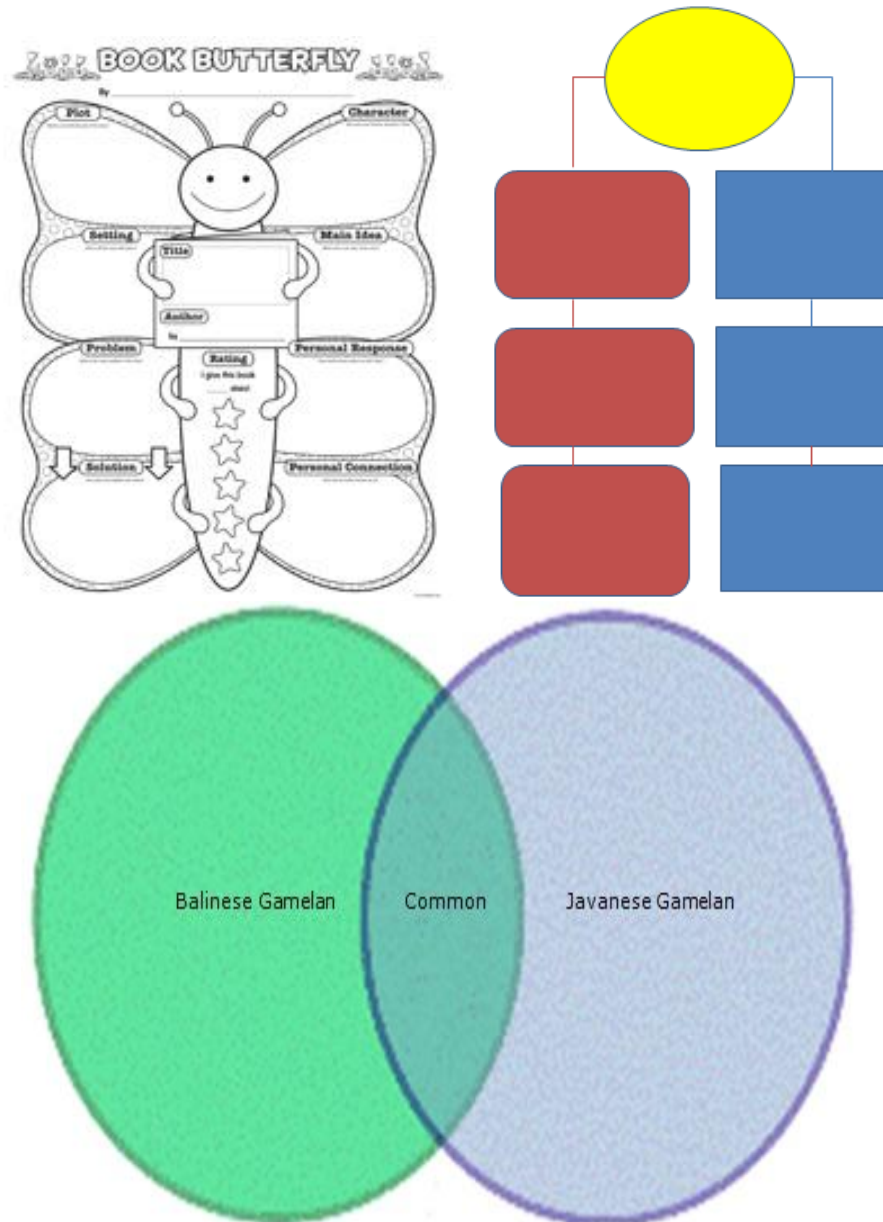 BOOK BUTTERFLY
By
Plot
Character
Setting
Main Idea
Title
Author
by
Problem
Rating
Personal Response
I give this book
stars!
Solution
Personal Connection
Balinese Gamelan
Common
Javanese Gamelan